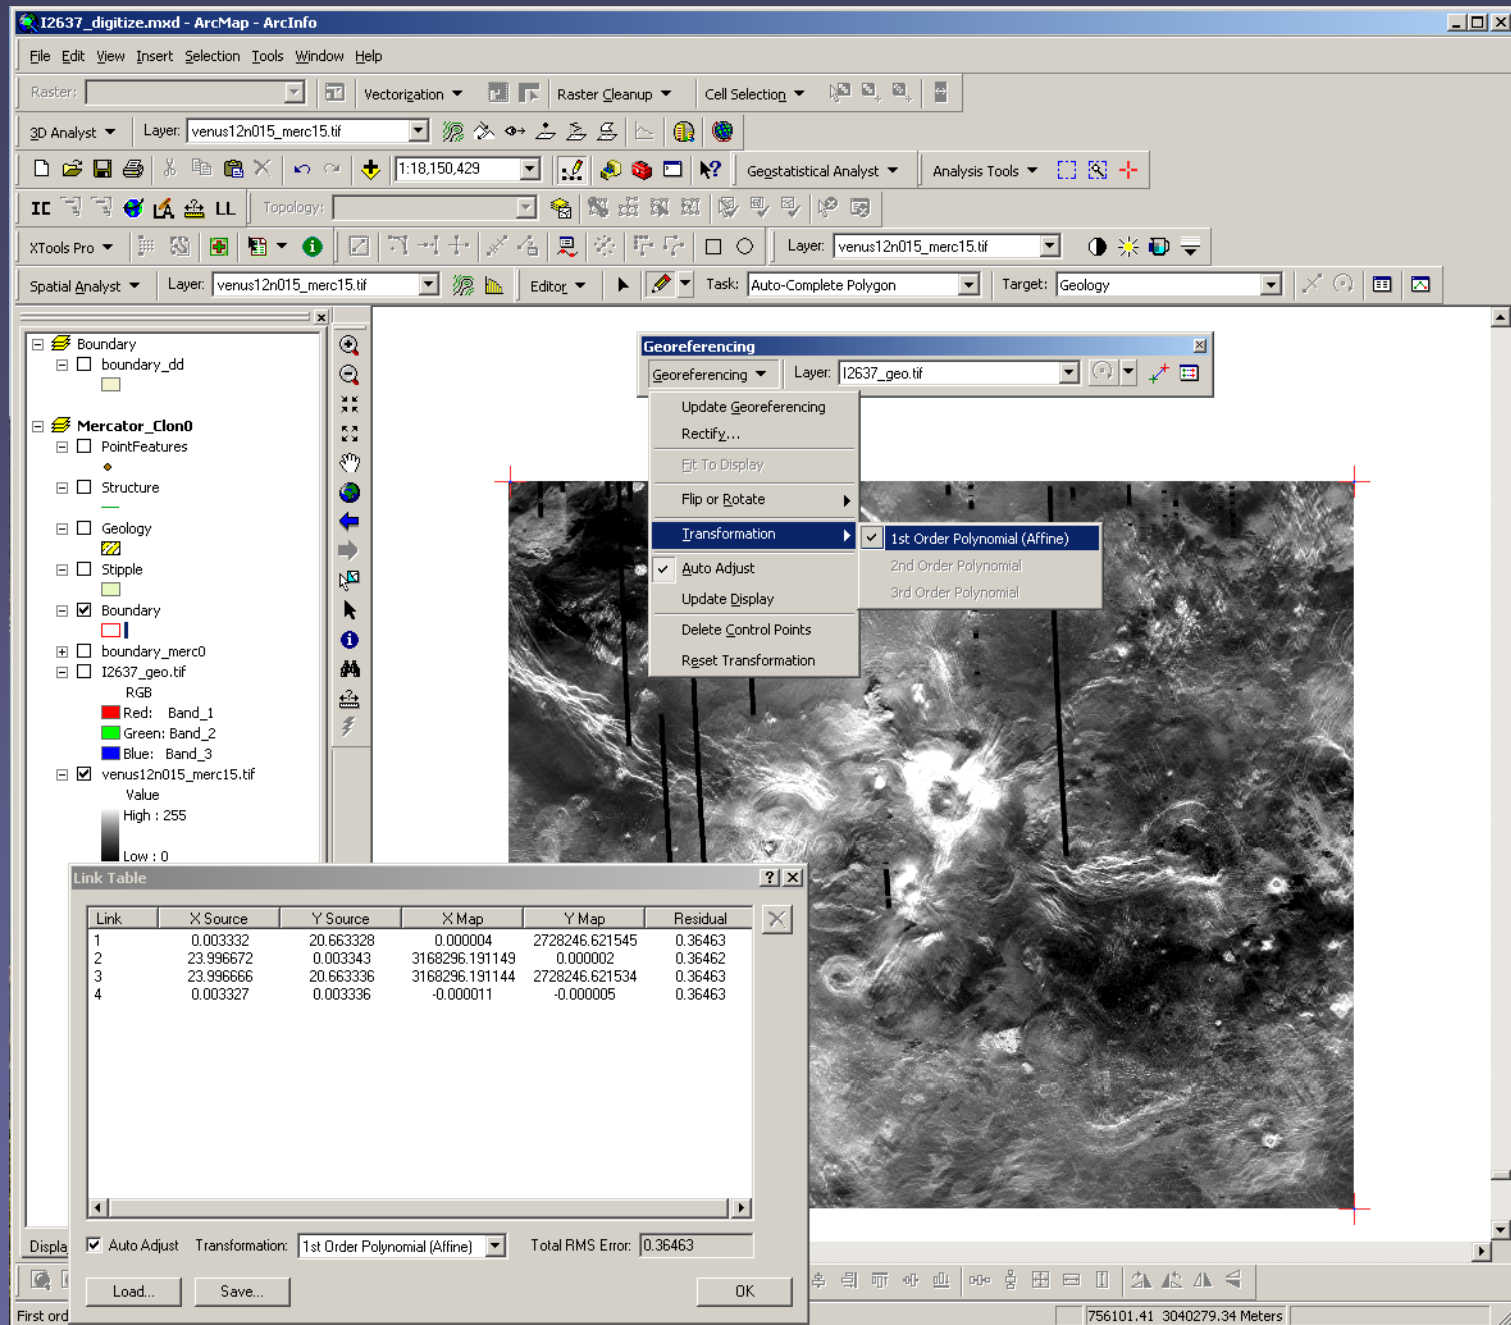 I2637_digitize.mxd - ArcMap - ArcInfo
File Edit View Insert Selection Tools Window Help
Raster: Vectorization Raster Cleanup Cell Selection
3D Analyst Layer: venus12n015_merc15.tif
1:18,150,429 Geostatistical Analyst Analysis Tools
LL Topology:
XTools Pro Layer: venus12n015_merc15.tif
Spatial Analyst Layer: venus12n015_merc15.tif Editor Task: Auto-Complete Polygon Target: Geology
Boundary
boundary_dd
Mercator_Clon0
PointFeatures
Structure
Geology
Stipple
Boundary
boundary_merc0
I2637_geo.tif
RGB
Red: Band_1
Green: Band_2
Blue: Band_3
venus12n015_merc15.tif
Value
High : 255
Low : 0
Georeferencing
Georeferencing Layer: I2637_geo.tif
Update Georeferencing
Rectify...
Fit To Display
Flip or Rotate
Transformation
Auto Adjust
Update Display
Delete Control Points
Reset Transformation
1st Order Polynomial (Affine)
2nd Order Polynomial
3rd Order Polynomial
Link Table
Link X Source Y Source X Map Y Map Residual
1 0.003332 20.663328 0.000004 2728246.621545 0.36463
2 23.996672 0.003343 3168296.191149 0.000002 0.36462
3 23.996666 20.663336 3168296.191144 2728246.621534 0.36463
4 0.003327 0.003336 -0.000011 -0.000005 0.36463
Auto Adjust Transformation: 1st Order Polynomial (Affine) Total RMS Error: 0.36463
Load... Save... OK
Displa
First ord
756101.41 3040279.34 Meters